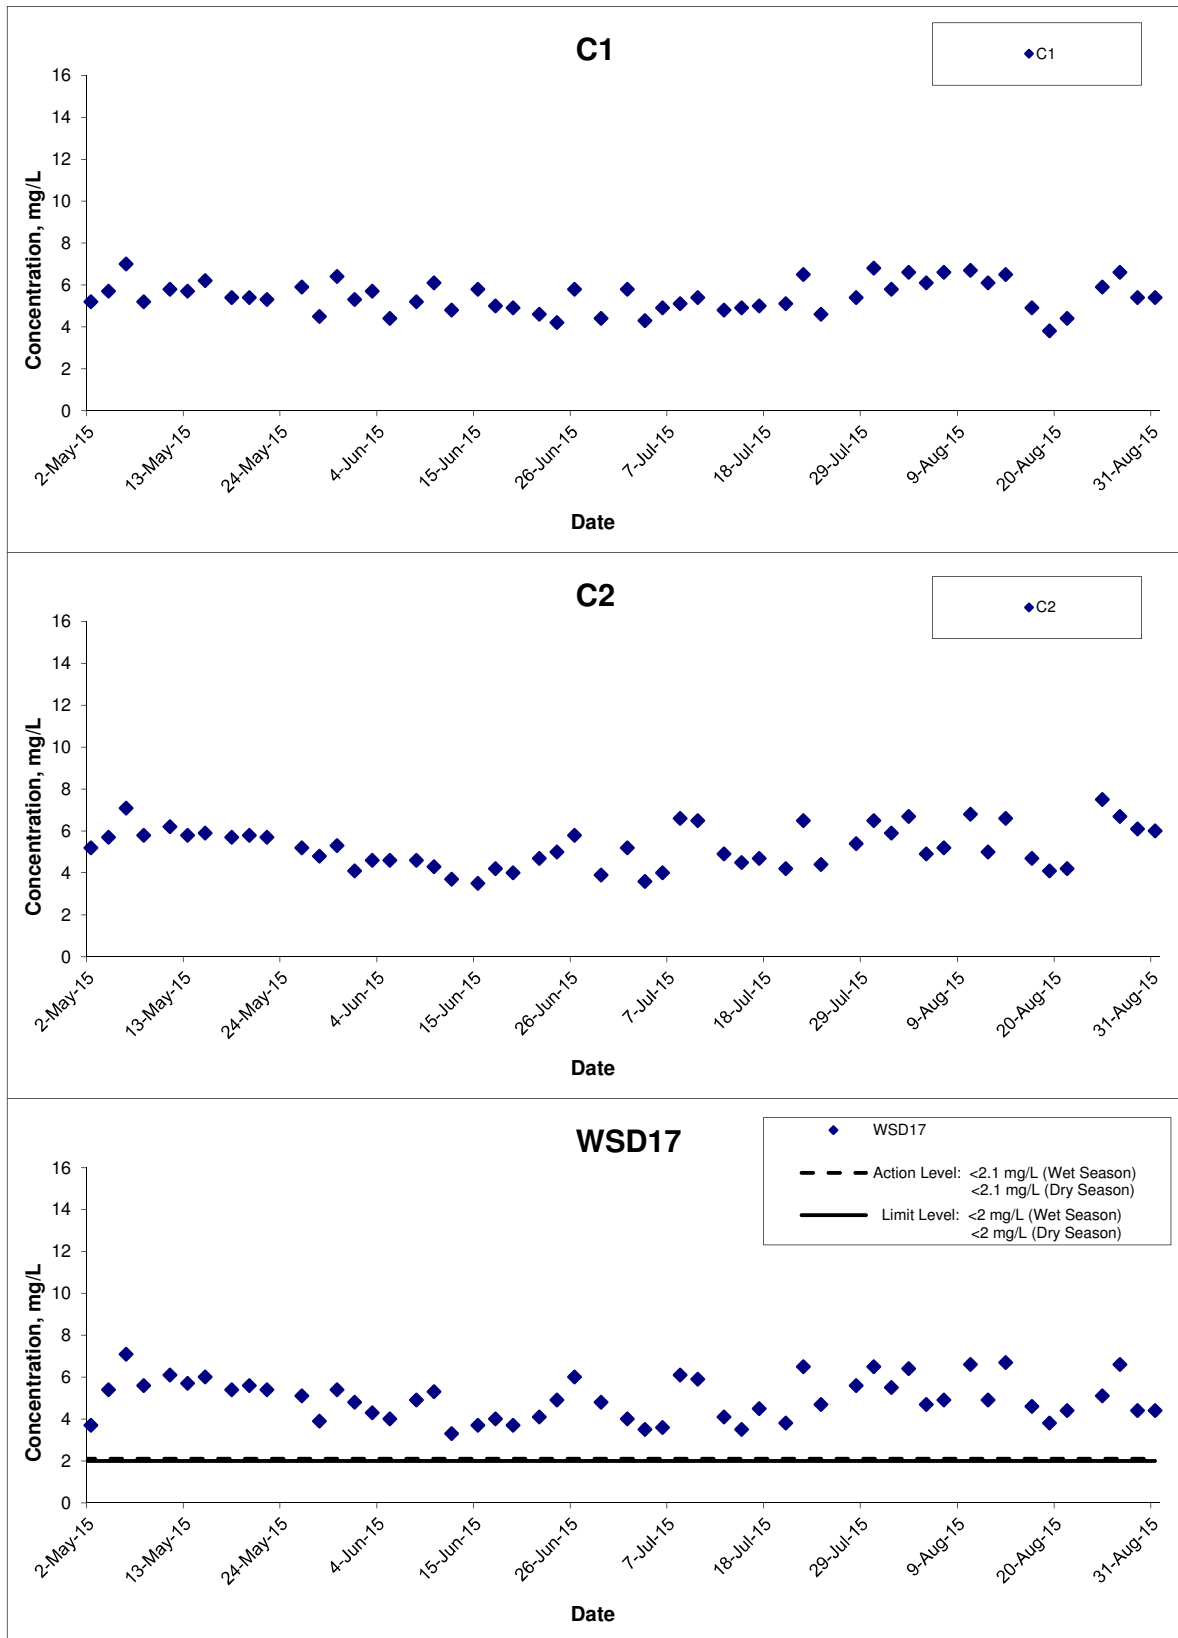 C1
C1
16
14
12
10
8
6
4
2
0
Concentration, mg/L
2-May-15
13-May-15
24-May-15
4-Jun-15
15-Jun-15
26-Jun-15
7-Jul-15
18-Jul-15
29-Jul-15
9-Aug-15
20-Aug-15
31-Aug-15
Date
C2
C2
16
14
12
10
8
6
4
2
0
Concentration, mg/L
2-May-15
13-May-15
24-May-15
4-Jun-15
15-Jun-15
26-Jun-15
7-Jul-15
18-Jul-15
29-Jul-15
9-Aug-15
20-Aug-15
31-Aug-15
Date
WSD17
WSD17
Action Level: <2.1 mg/L (Wet Season)
<2.1 mg/L (Dry Season)
Limit Level: <2 mg/L (Wet Season)
<2 mg/L (Dry Season)
16
14
12
10
8
6
4
2
0
Concentration, mg/L
2-May-15
13-May-15
24-May-15
4-Jun-15
15-Jun-15
26-Jun-15
7-Jul-15
18-Jul-15
29-Jul-15
9-Aug-15
20-Aug-15
31-Aug-15
Date